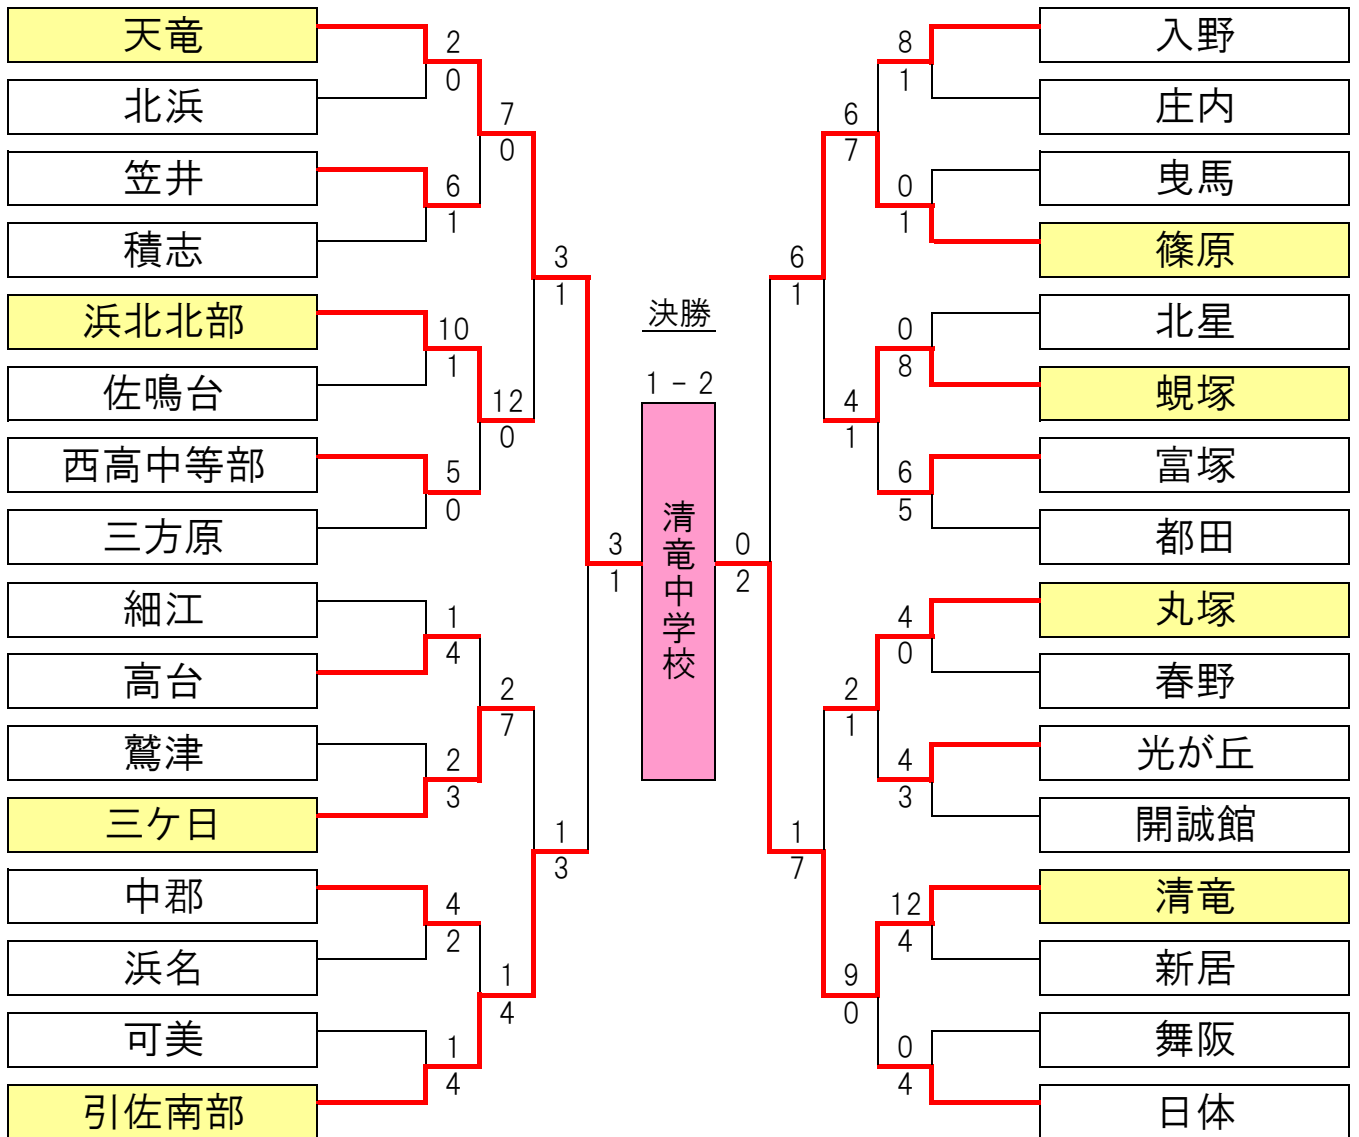 天竜
北浜
笠井
積志
浜北北部
佐鳴台
西高中等部
三方原
細江
高台
鷲津
三ケ日
中郡
浜名
可美
引佐南部
2
0
6
1
10
1
5
0
1
4
2
3
4
2
1
4
7
0
12
0
2
7
1
4
3
1
1
3
3
1
決勝
1 - 2
清竜中学校
0
2
6
1
1
7
6
7
4
1
2
1
9
0
8
1
0
1
0
8
6
5
4
0
4
3
12
4
0
4
入野
庄内
曳馬
篠原
北星
蜆塚
富塚
都田
丸塚
春野
光が丘
開誠館
清竜
新居
舞阪
日体